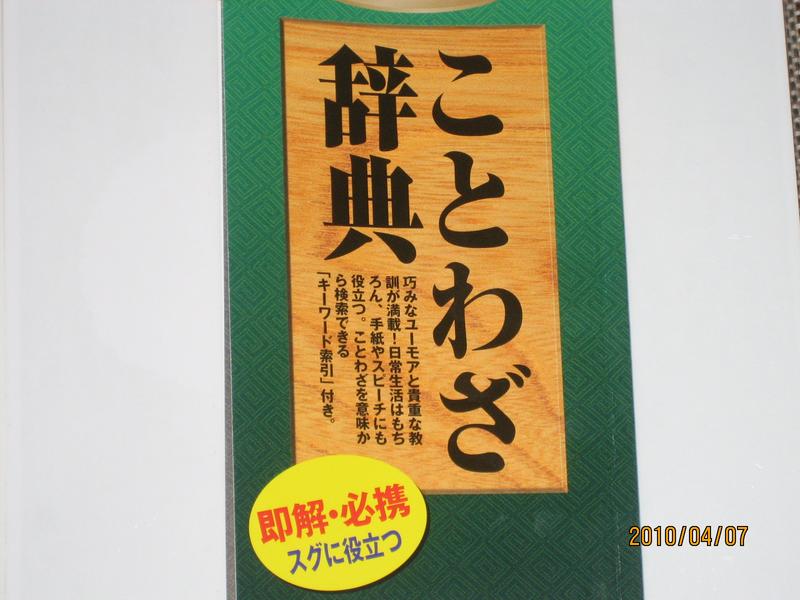 ことわざ
辞典
巧みなユーモアと貴重な教
訓が満載!日常生活はもち
ろん、手紙やスピーチにも
役立つ。ことわざを意味か
ら検索できる
「キーワード索引」付き。
即解・必携
スグに役立つ
2010/04/07